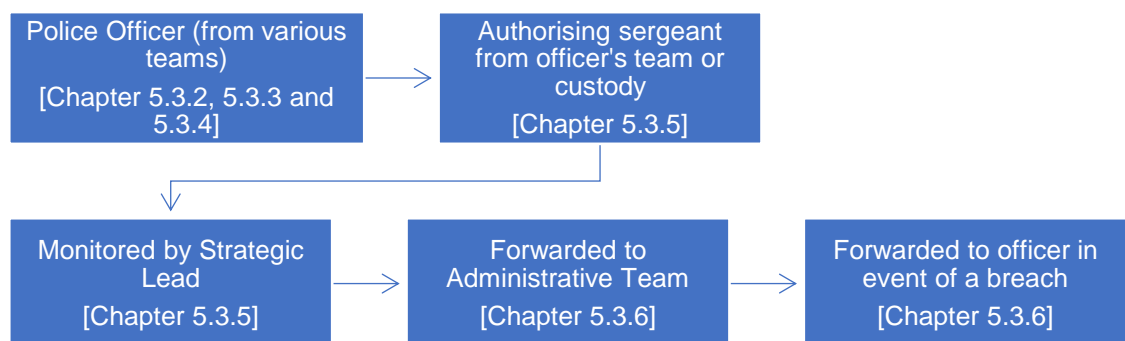 Police Officer (from various
teams)
[Chapter 5.3.2, 5.3.3 and
5.3.4]
Authorising sergeant
from officer's team or
custody
[Chapter 5.3.5]
Monitored by Strategic
Lead
[Chapter 5.3.5]
Forwarded to
Administrative Team
[Chapter 5.3.6]
Forwarded to officer in
event of a breach
[Chapter 5.3.6]